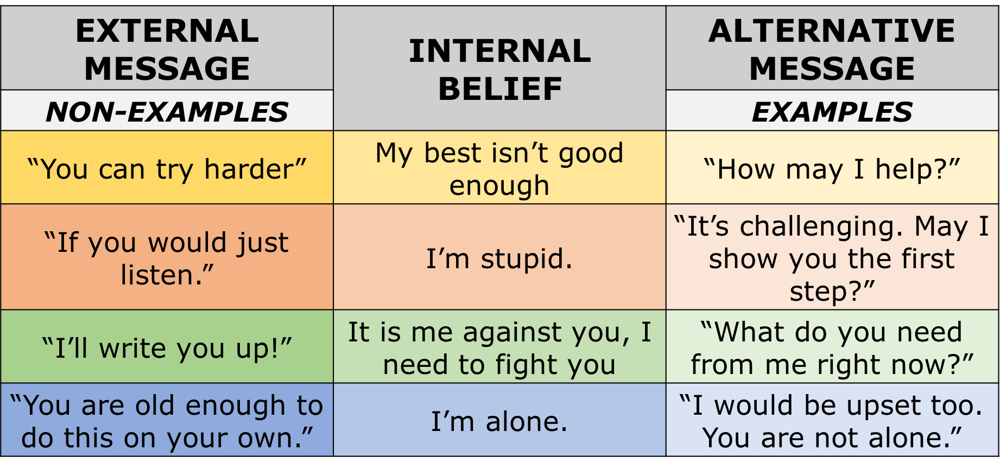 EXTERNAL
MESSAGE
INTERNAL
BELIEF
ALTERNATIVE
MESSAGE
NON-EXAMPLES
EXAMPLES
“You can try harder”
My best isn’t good
enough
“How may I help?”
“If you would just
listen.”
I’m stupid.
“It’s challenging. May I
show you the first
step?”
“I’ll write you up!”
It is me against you, I
need to fight you
“What do you need
from me right now?”
“You are old enough to
do this on your own.”
I’m alone.
“I would be upset too.
You are not alone.”